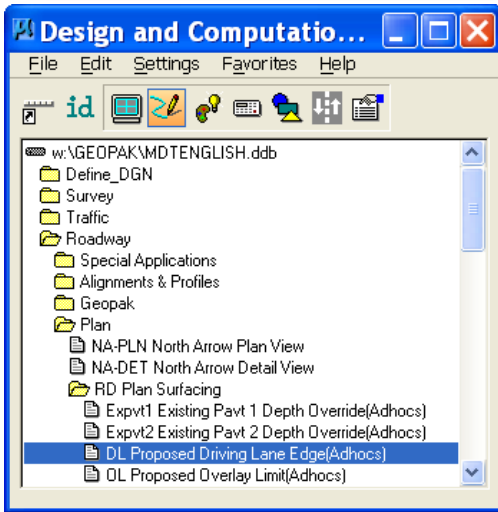 Design and Computatio...
File Edit Settings Favorites Help
id
w:\GEOPAK\MDTENGLISH.ddb
Define_DGN
Survey
Traffic
Roadway
Special Applications
Alignments & Profiles
Geopak
Plan
NA-PLN North Arrow Plan View
NA-DET North Arrow Detail View
RD Plan Surfacing
Expvt1 Existing Pavt 1 Depth Override(Adhocs)
Expvt2 Existing Pavt 2 Depth Override(Adhocs)
DL Proposed Driving Lane Edge(Adhocs)
OL Proposed Overlay Limit(Adhocs)